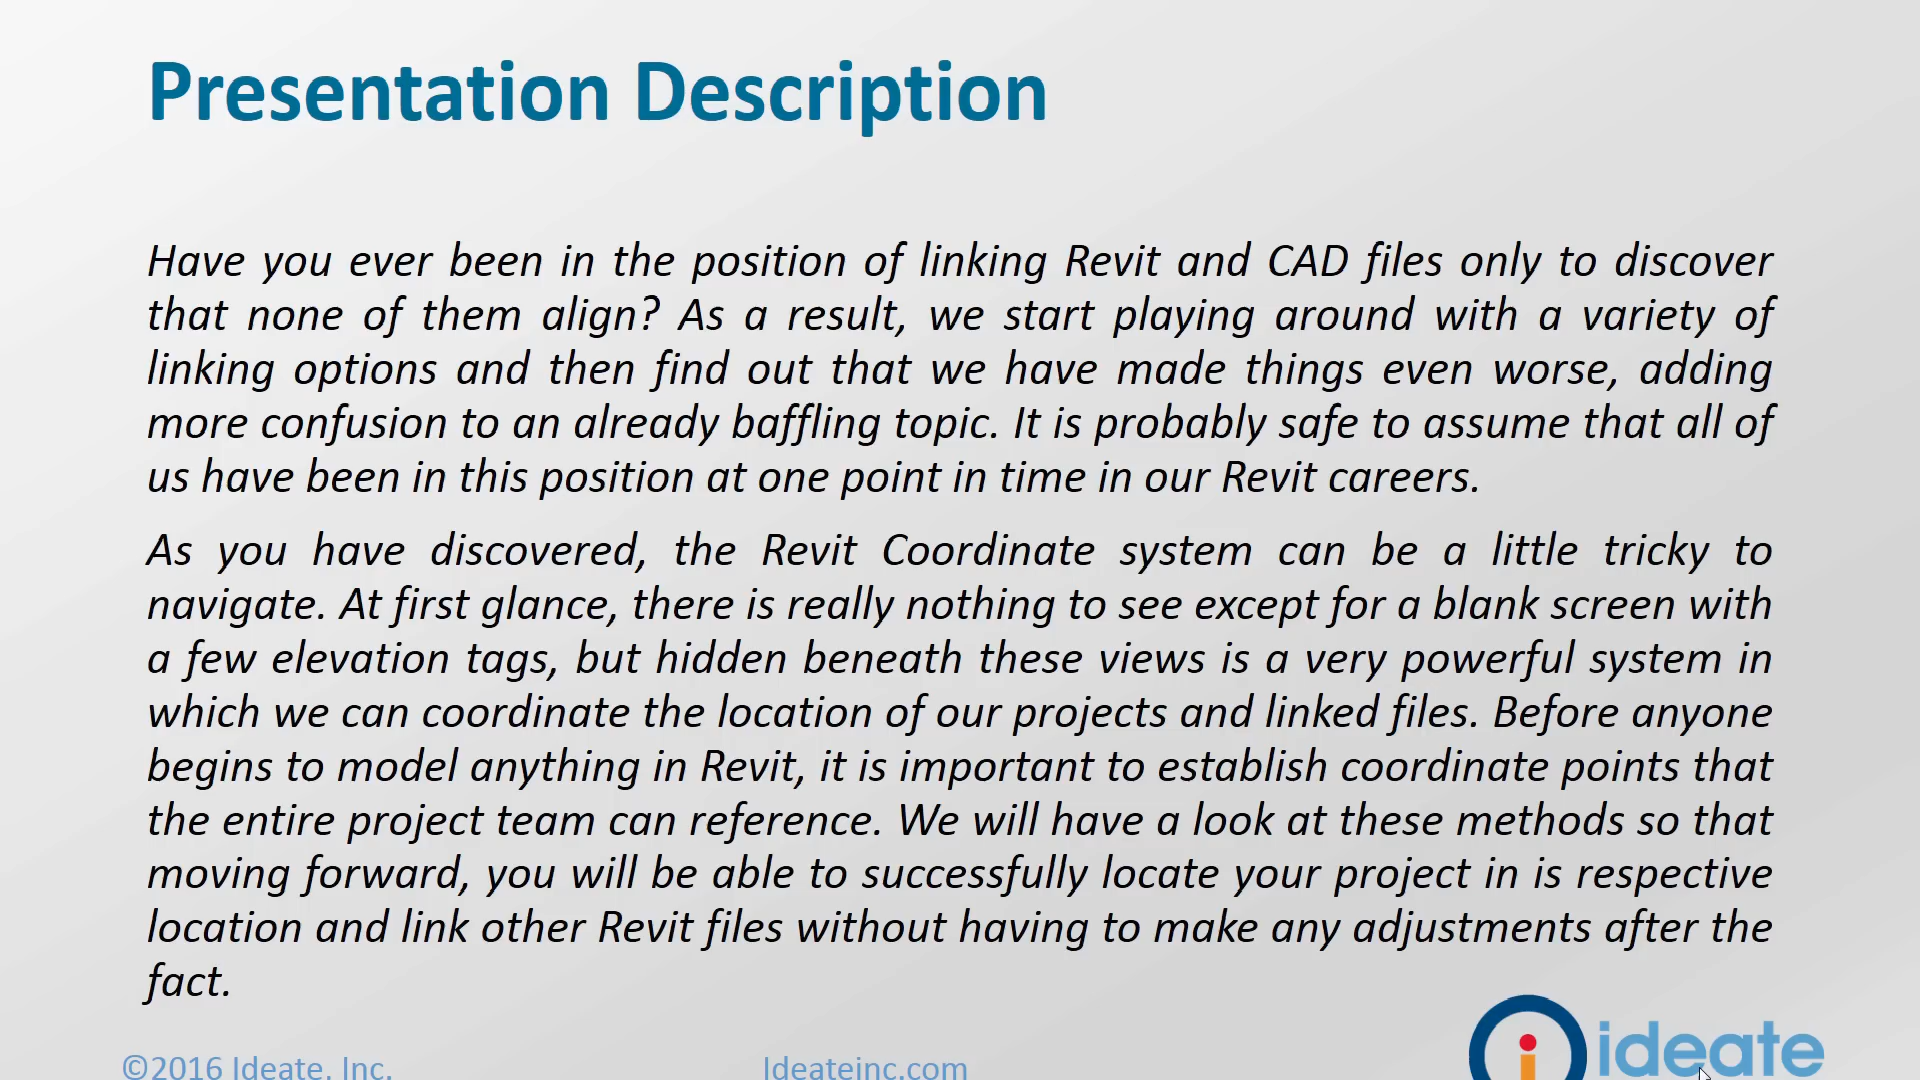 Presentation Description
Have you ever been in the position of linking Revit and CAD files only to discover
that none of them align? As a result, we start playing around with a variety of
linking options and then find out that we have made things even worse, adding
more confusion to an already baffling topic. It is probably safe to assume that all of
us have been in this position at one point in time in our Revit careers.
As you have discovered, the Revit Coordinate system can be a little tricky to
navigate. At first glance, there is really nothing to see except for a blank screen with
a few elevation tags, but hidden beneath these views is a very powerful system in
which we can coordinate the location of our projects and linked files. Before anyone
begins to model anything in Revit, it is important to establish coordinate points that
the entire project team can reference. We will have a look at these methods so that
moving forward, you will be able to successfully locate your project in is respective
location and link other Revit files without having to make any adjustments after the
fact.
©2016 Ideate, Inc.
Ideateinc.com
i ideate